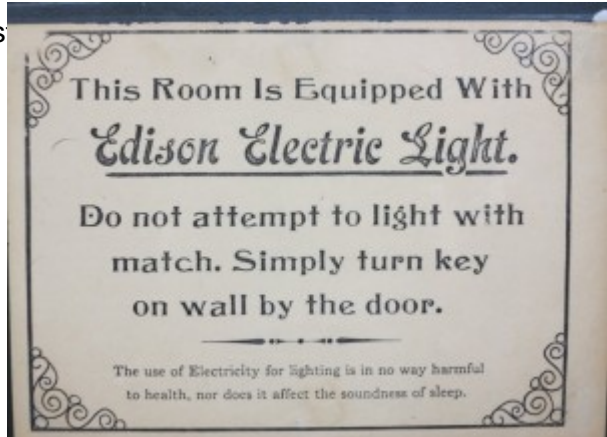 This Room Is Equipped With
Edison Electric Light.
Do not attempt to light with
match. Simply turn key
on wall by the door.
The use of Electricity for lighting is in no way harmful
to health, nor does it affect the soundness of sleep.